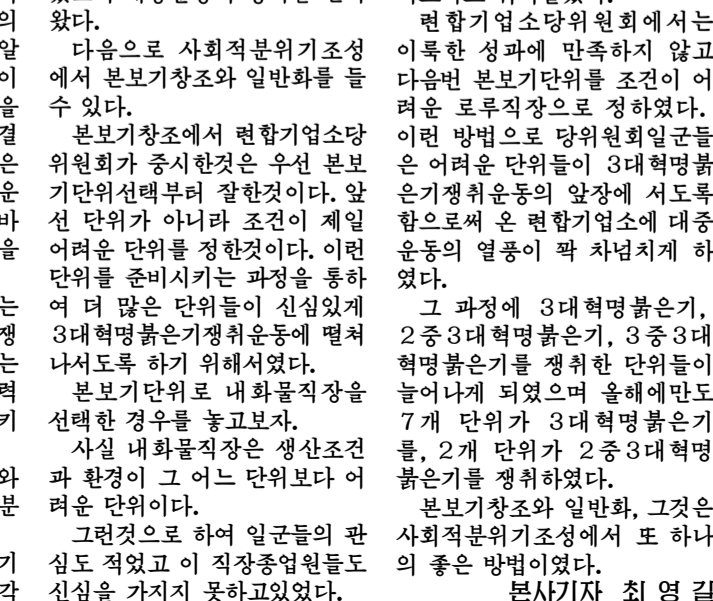 의
알
이
을
결
은
운
바
을
는
쟁
는
력
키
와
분
기
각
왔다.
다음으로 사회적분위기조성
에서 본보기창조와 일반화를 들
수 있다.
본보기창조에서 련합기업소당
위원회가 중시한것은 우선 본보
기단위선택부터 잘한것이다. 앞
선 단위가 아니라 조건이 제일
어려운 단위를 정한것이다. 이런
단위를 준비시키는 과정을 통하
여 더 많은 단위들이 신심있게
3대혁명붉은기쟁취운동에 떨쳐
나서도록 하기 위해서였다.
본보기단위로 내화물직장을
선택한 경우를 놓고보자.
사실 내화물직장은 생산조건
과 환경이 그 어느 단위보다 어
려운 단위이다.
그런것으로 하여 일군들의 관
심도 적었고 이 직장종업원들도
신심을 가지지 못하고있었다.
련합기업소당위원회에서는
이룩한 성과에 만족하지 않고
다음번 본보기단위를 조건이 어
려운 로루직장으로 정하였다.
이런 방법으로 당위원회일군들
은 어려운 단위들이 3대혁명붉
은기쟁취운동의 앞장에 서도록
함으로써 온 련합기업소에 대중
운동의 열풍이 꽉 차넘치게 하
였다.
그 과정에 3대혁명붉은기,
2중3대혁명붉은기, 3중3대
혁명붉은기를 쟁취한 단위들이
늘어나게 되였으며 올해에만도
7개 단위가 3대혁명붉은기
를, 2개 단위가 2중3대혁명
붉은기를 쟁취하였다.
본보기창조와 일반화, 그것은
사회적분위기조성에서 또 하나
의 좋은 방법이였다.
본사기자 최영길